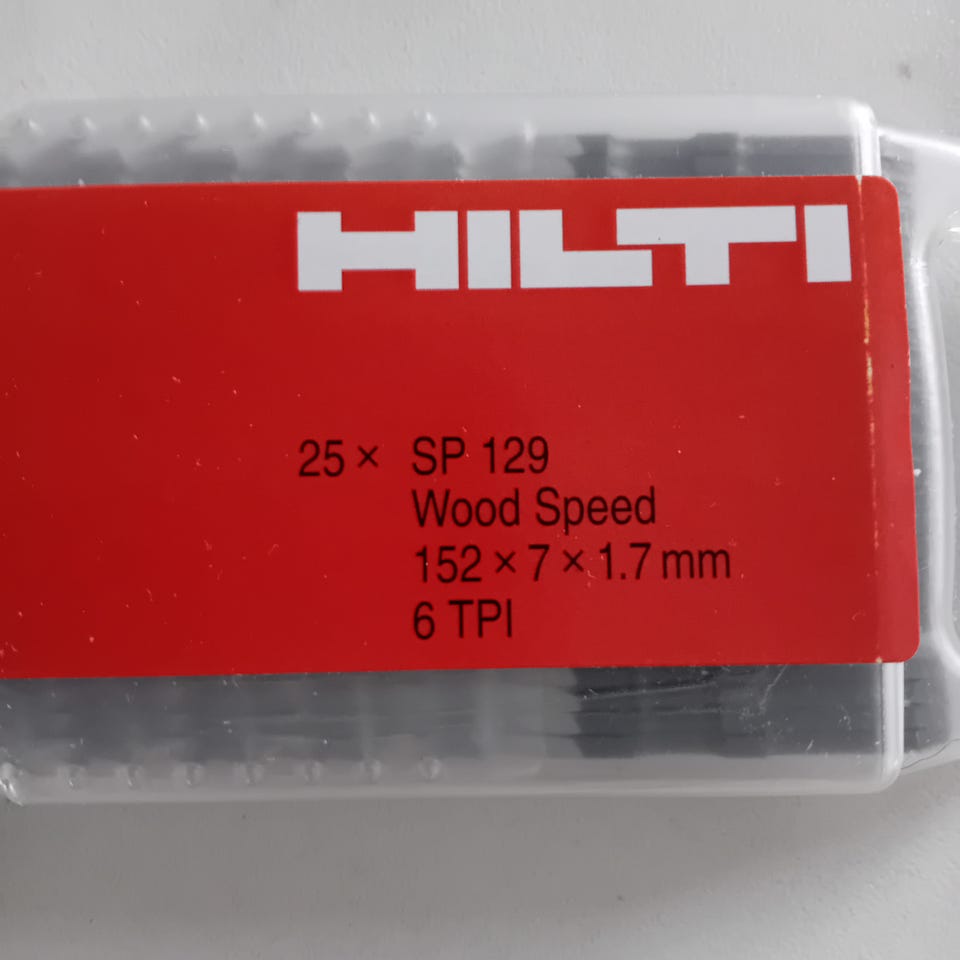 HILTI
25 × SP 129
Wood Speed
152 × 7 × 1.7 mm
6 TPI